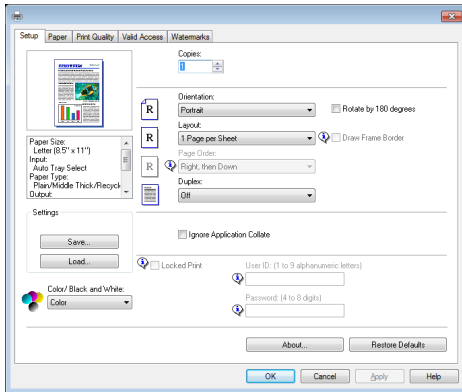 Setup Paper Print Quality Valid Access Watermarks
Copies:
1
Orientation:
R Portrait Rotate by 180 degrees
Layout:
R 1 Page per Sheet Draw Frame Border
Page Order:
R Right, then Down
Duplex:
Off
Paper Size:
Letter (8.5" x 11")
Input:
Auto Tray Select
Paper Type:
Plain/Middle Thick/Recycl
Output:
Settings
Save...
Load...
Ignore Application Collate
Locked Print
User ID: (1 to 9 alphanumeric letters)
Password: (4 to 8 digits)
Color/ Black and White:
Color
About... Restore Defaults
OK Cancel Apply Help